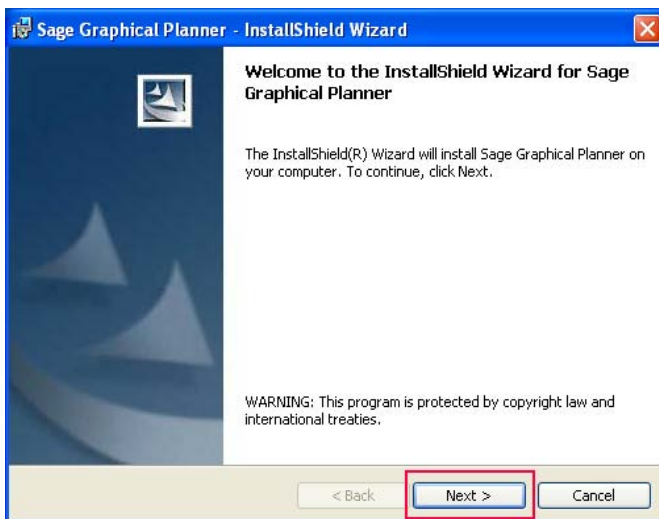 Sage Graphical Planner - InstallShield Wizard
Welcome to the InstallShield Wizard for Sage
Graphical Planner
The InstallShield(R) Wizard will install Sage Graphical Planner on
your computer. To continue, click Next.
WARNING: This program is protected by copyright law and
international treaties.
< Back
Next >
Cancel